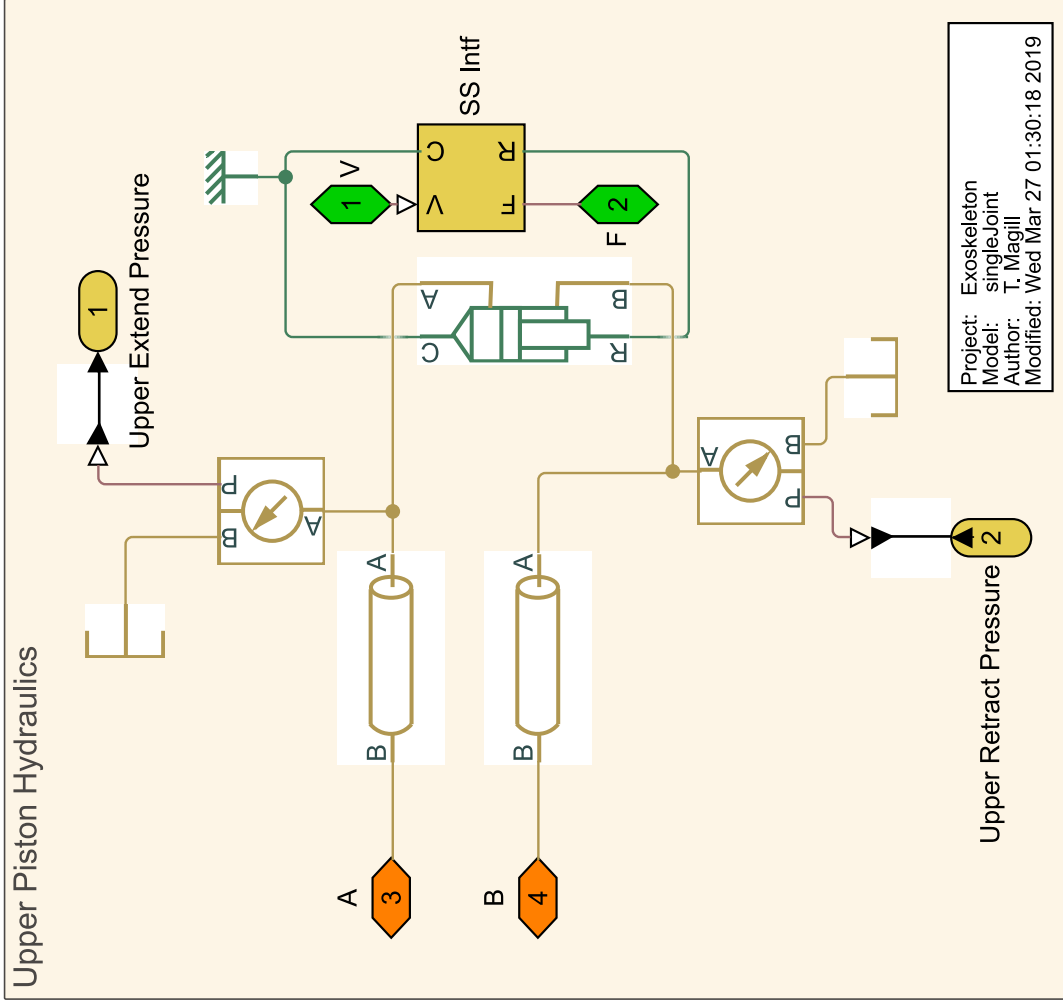 Upper Piston Hydraulics
1
Upper Extend Pressure
B
P
A
B
A
A
3
B
A
B
4
C
A
R
B
1
V
V
C
F
R
SS Intf
2
F
A
P
B
2
Upper Retract Pressure
Project: Exoskeleton
Model: singleJoint
Author: T. Magill
Modified: Wed Mar 27 01:30:18 2019